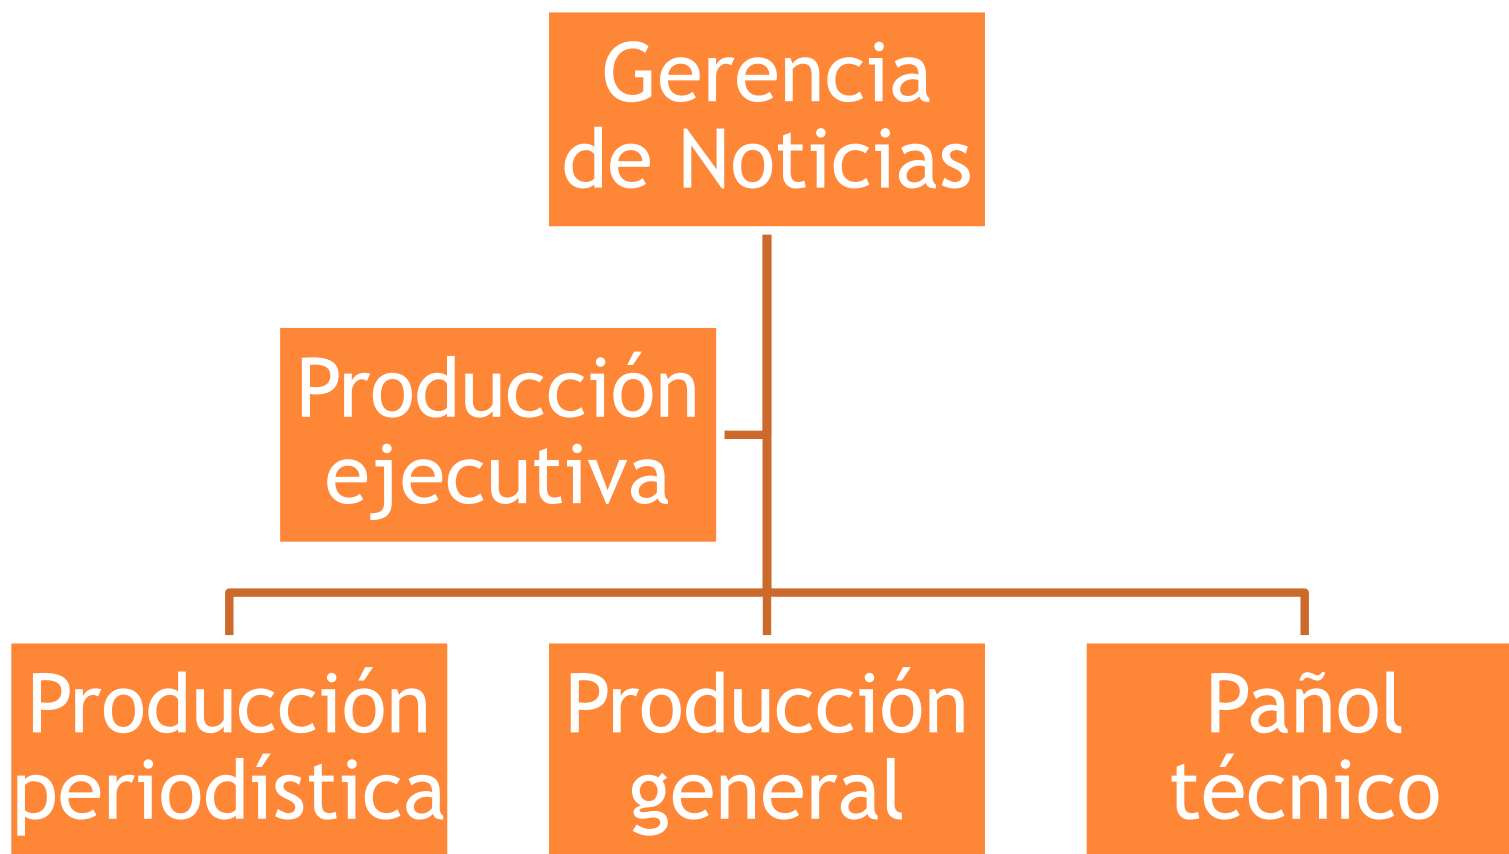 Gerencia
de Noticias
Producción
ejecutiva
Producción
periodística
Producción
general
Pañol
técnico